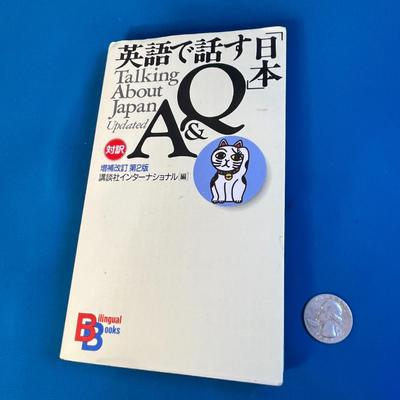 英語で話す「日本」
Talking
About
Japan
Updated
Q
&
A
対訳
増補改訂 第2版
講談社インターナショナル[編]
Bilingual
Books